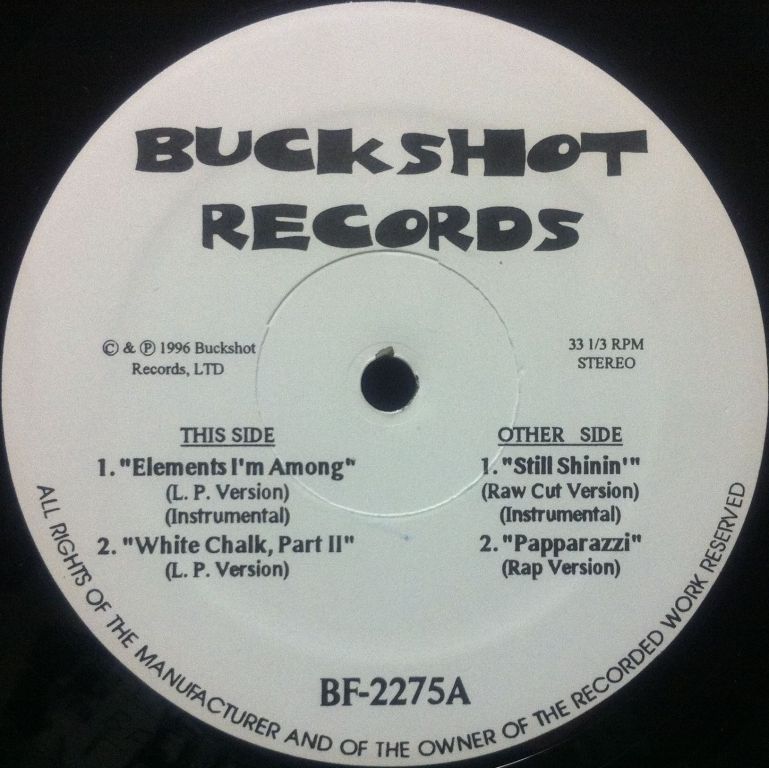 BUCKSHOT
RECORDS
© & ℗ 1996 Buckshot
Records, LTD
33 1/3 RPM
STEREO
THIS SIDE
1. "Elements I'm Among"
(L. P. Version)
(Instrumental)
2. "White Chalk, Part II"
(L. P. Version)
OTHER SIDE
1. "Still Shinin'"
(Raw Cut Version)
(Instrumental)
2. "Papparazzi"
(Rap Version)
BF-2275A
ALL RIGHTS OF THE MANUFACTURER AND OF THE OWNER OF THE RECORDED WORK RESERVED